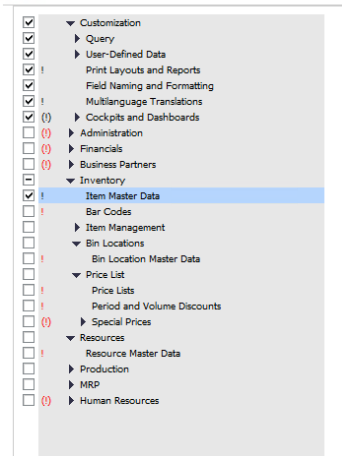 Customization
Query
User-Defined Data
! Print Layouts and Reports
Field Naming and Formatting
! Multilanguage Translations
(!) Cockpits and Dashboards
(!) Administration
(!) Financials
(!) Business Partners
Inventory
! Item Master Data
! Bar Codes
Item Management
Bin Locations
! Bin Location Master Data
Price List
! Price Lists
! Period and Volume Discounts
(!) Special Prices
Resources
! Resource Master Data
Production
MRP
(!) Human Resources